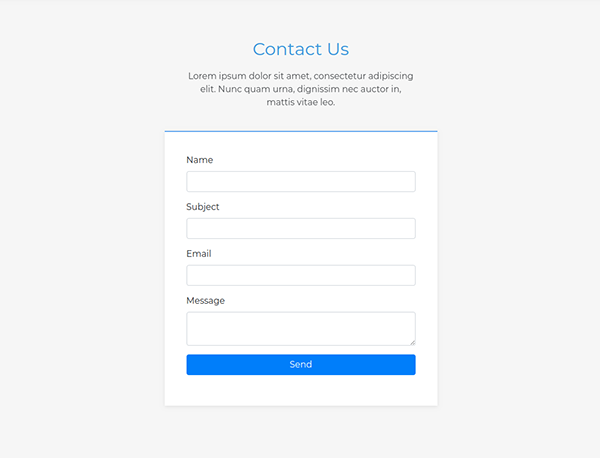 Contact Us
Lorem ipsum dolor sit amet, consectetur adipiscing
elit. Nunc quam urna, dignissim nec auctor in,
mattis vitae leo.
Name
Subject
Email
Message
Send